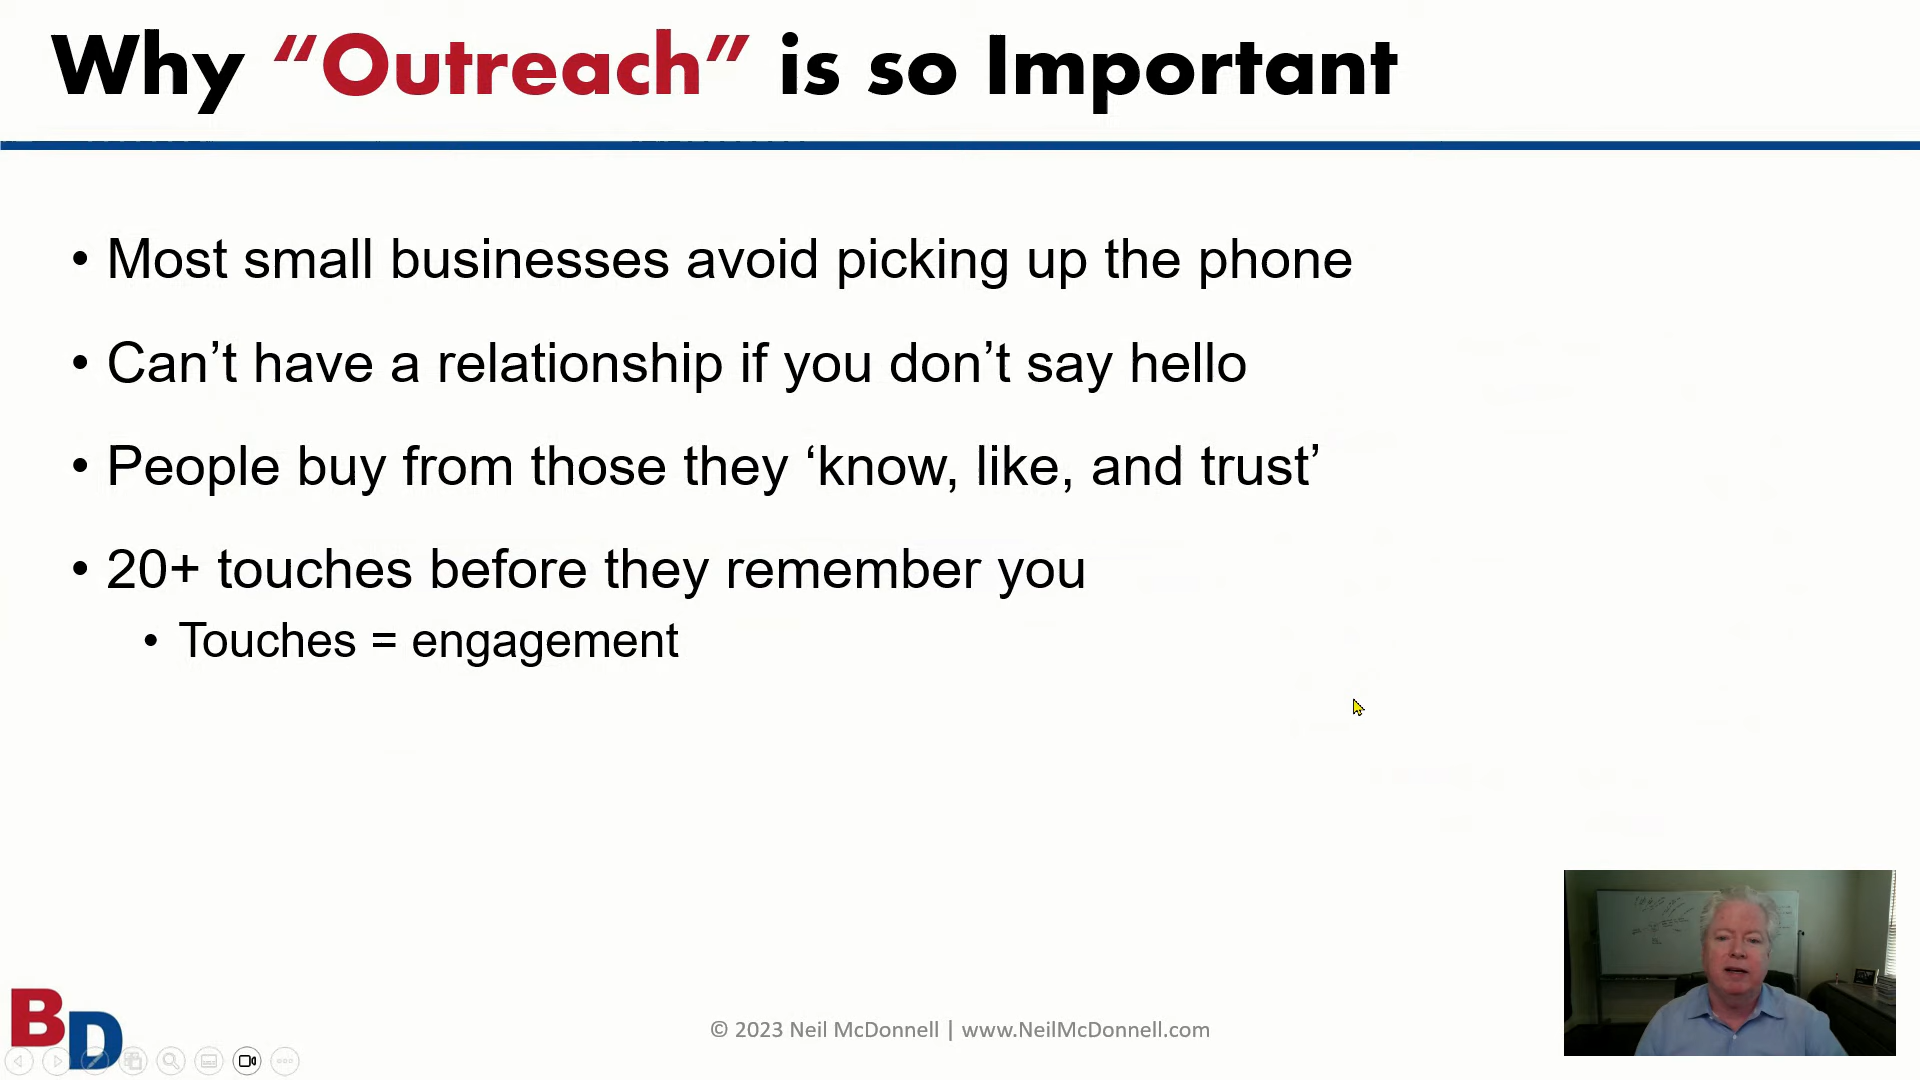 Why “Outreach” is so Important
• Most small businesses avoid picking up the phone
• Can’t have a relationship if you don’t say hello
• People buy from those they ‘know, like, and trust’
• 20+ touches before they remember you
• Touches = engagement
BD
© 2023 Neil McDonnell | www.NeilMcDonnell.com